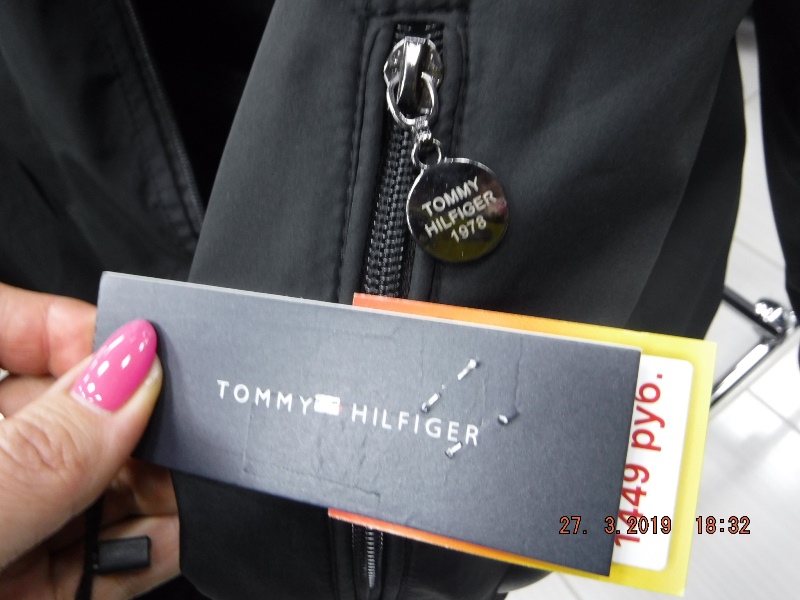 TOMMY
HILFIGER
1978
TOMMY HILFIGER
1449 руб.
27. 3.2019 18:32